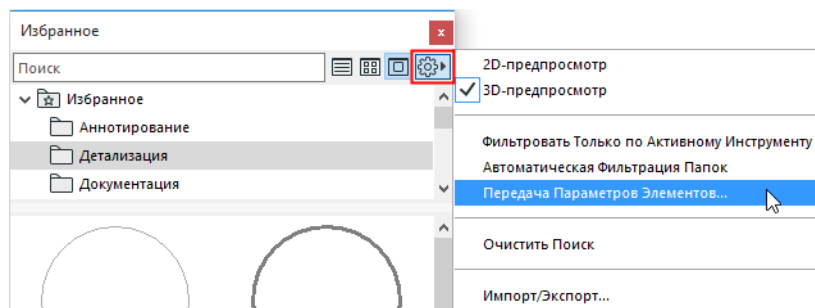 Избранное
x
Поиск
Избранное
Аннотирование
Детализация
Документация
2D-предпросмотр
3D-предпросмотр
Фильтровать Только по Активному Инструменту
Автоматическая Фильтрация Папок
Передача Параметров Элементов...
Очистить Поиск
Импорт/Экспорт...